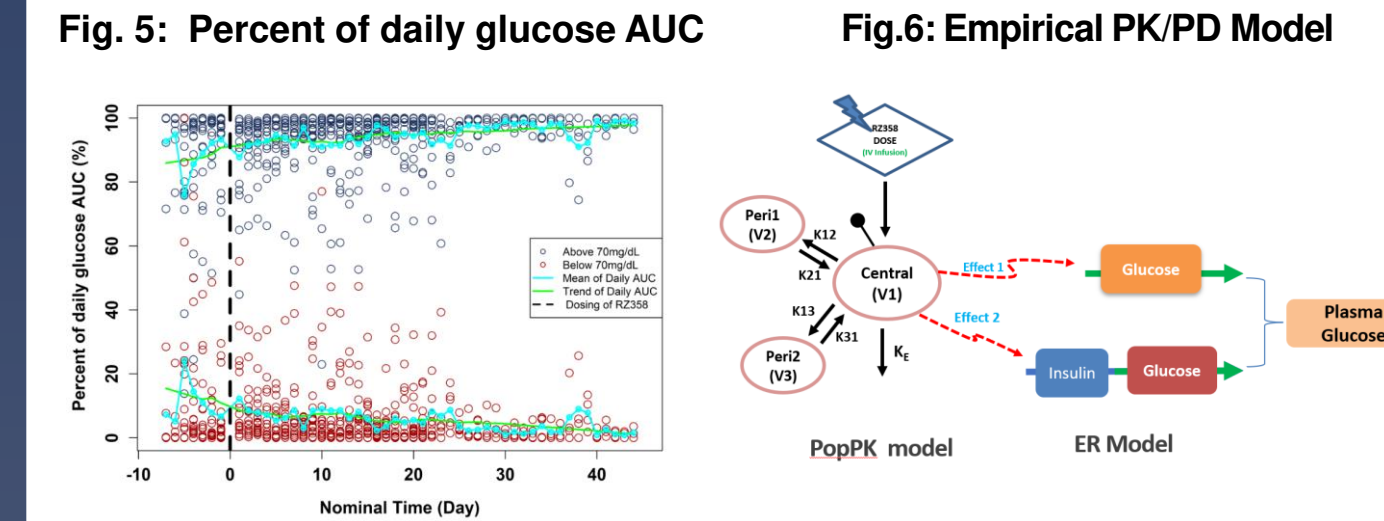 Fig. 5: Percent of daily glucose AUC
Percent of daily glucose AUC (%)
100
80
60
40
20
0
Above 70mg/dL
Below 70mg/dL
Mean of Daily AUC
Trend of Daily AUC
Dosing of RZ358
-10
0
10
20
30
40
Nominal Time (Day)
Fig.6: Empirical PK/PD Model
RZ358
DOSE
(IV Infusion)
Peri1
(V2)
K12
K21
Central
(V1)
K13
K31
Peri2
(V3)
KE
Effect 1
Effect 2
Glucose
Insulin
Glucose
Plasma
Glucose
PopPK model
ER Model